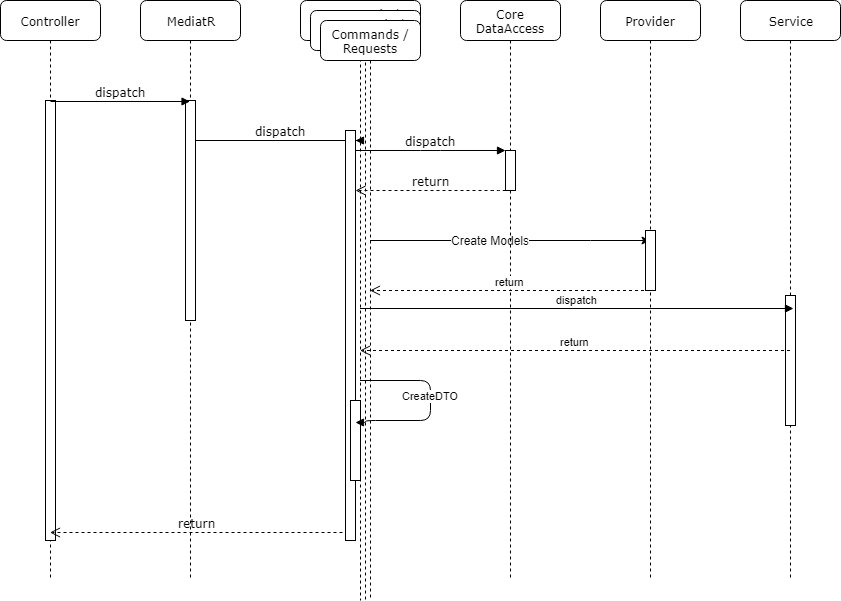 Controller
MediatR
Commands /
Requests
Core
DataAccess
Provider
Service
dispatch
dispatch
dispatch
return
Create Models
return
dispatch
return
CreateDTO
return